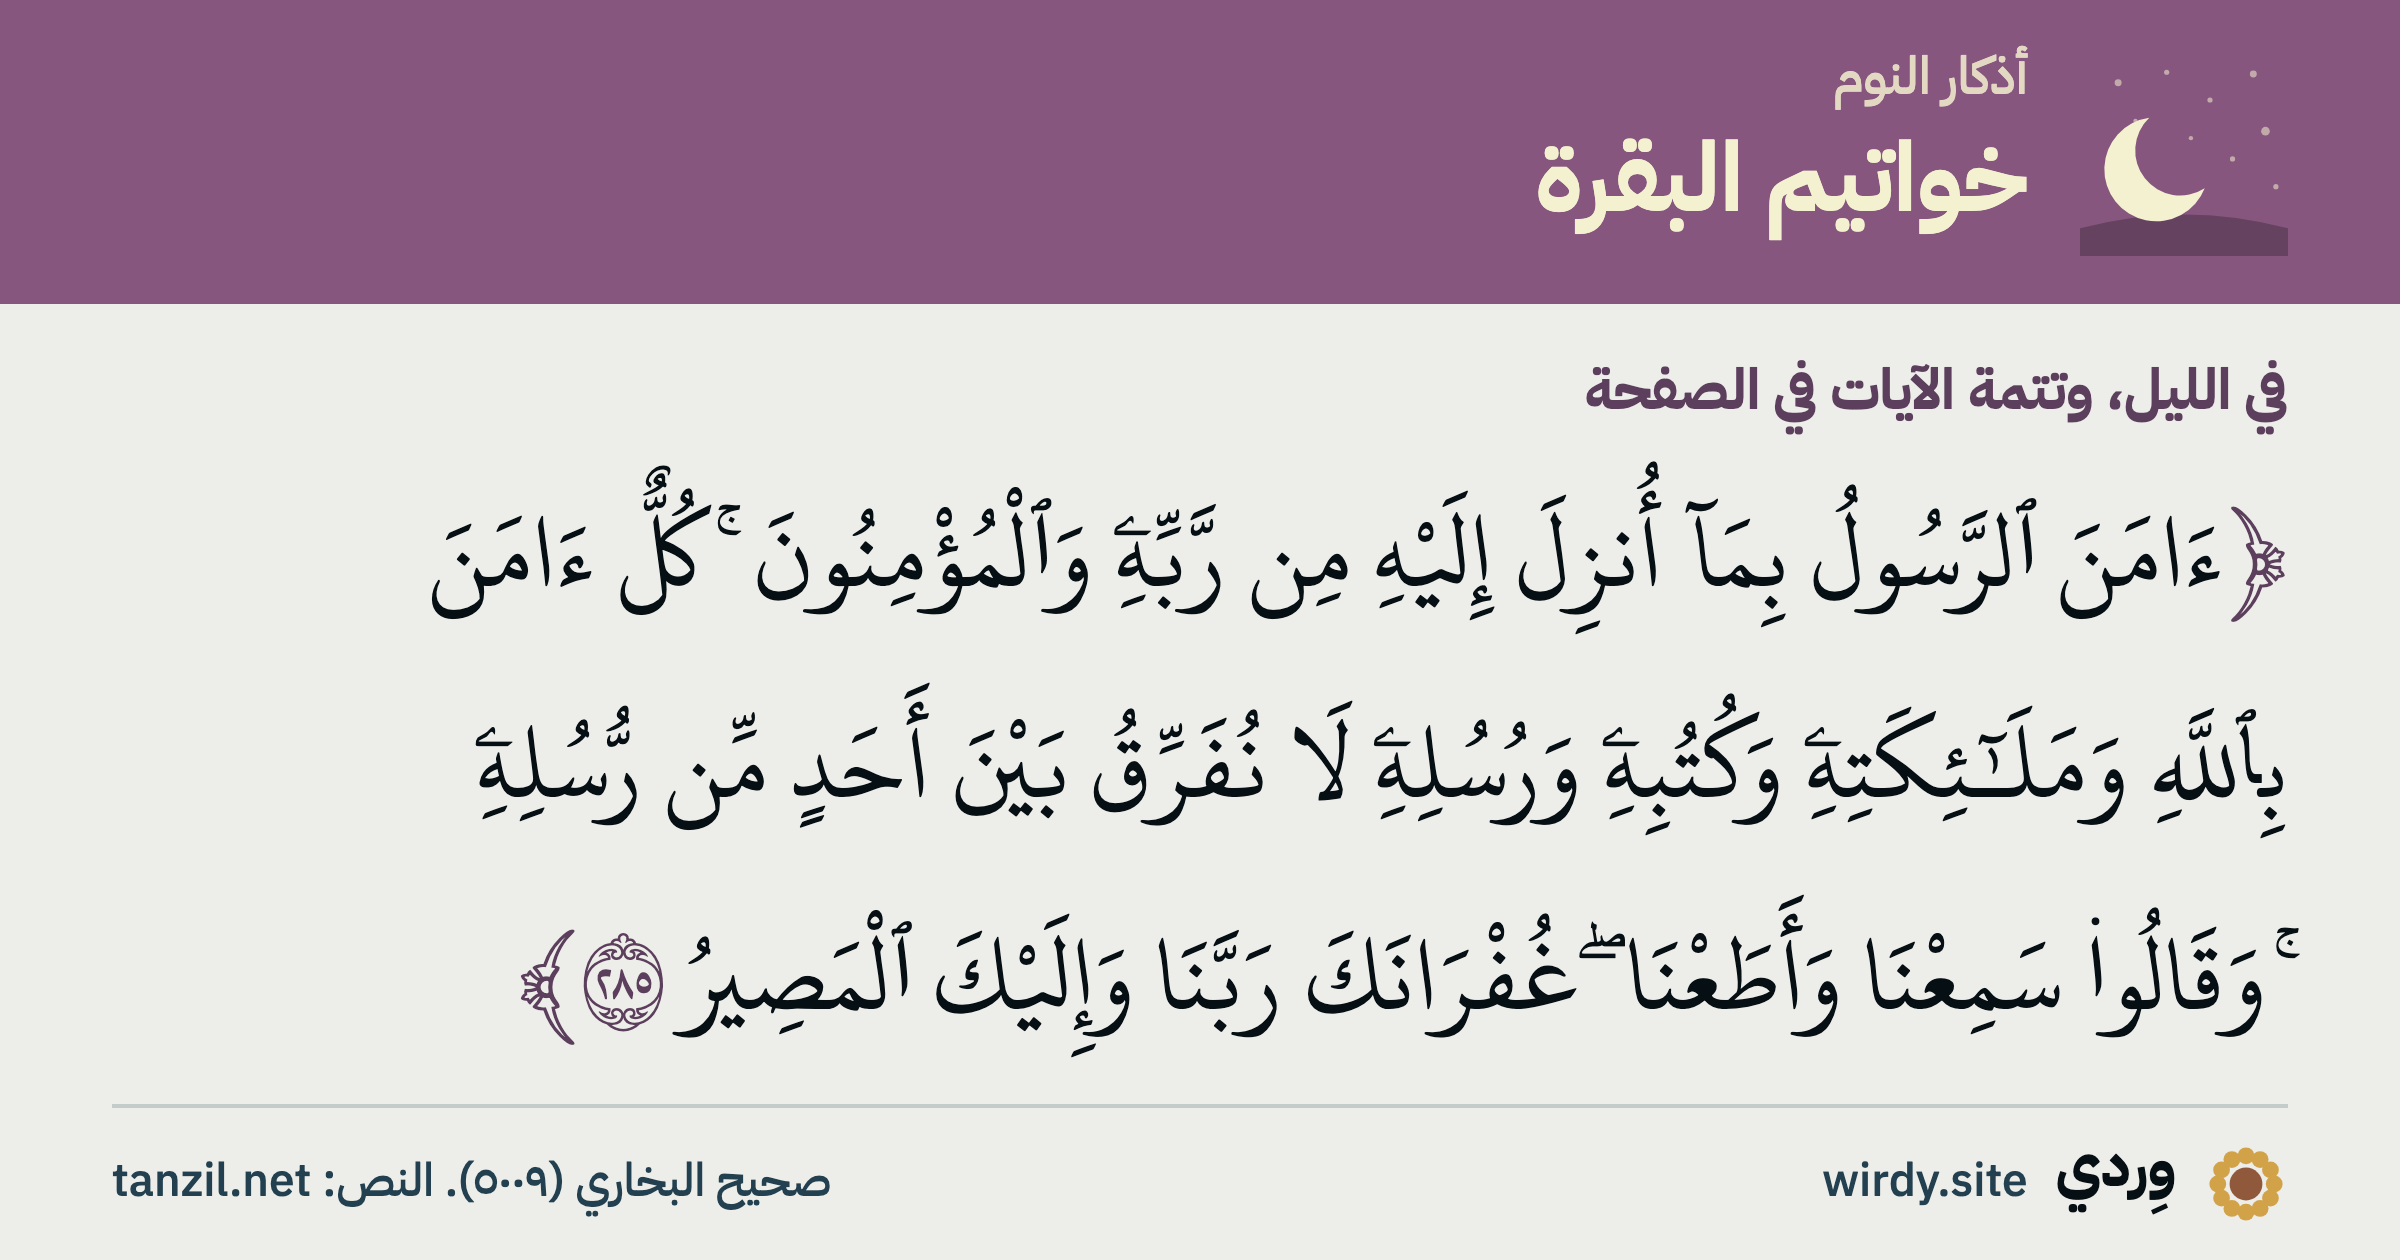 أذكار النوم
خواتيم البقرة
في الليل، وتتمة الآيات في الصفحة
﴿ءَامَنَ ٱلرَّسُولُ بِمَآ أُنزِلَ إِلَيْهِ مِن رَّبِّهِۦ وَٱلْمُؤْمِنُونَ ۚ كُلٌّ ءَامَنَ
بِٱللَّهِ وَمَلَـٰٓئِكَتِهِۦ وَكُتُبِهِۦ وَرُسُلِهِۦ لَا نُفَرِّقُ بَيْنَ أَحَدٍ مِّن رُّسُلِهِۦ
ۚ وَقَالُوا۟ سَمِعْنَا وَأَطَعْنَا ۖ غُفْرَانَكَ رَبَّنَا وَإِلَيْكَ ٱلْمَصِيرُ ۝٢٨٥﴾
وِردي wirdy.site
صحيح البخاري (٥٠٠٩). النص: tanzil.net